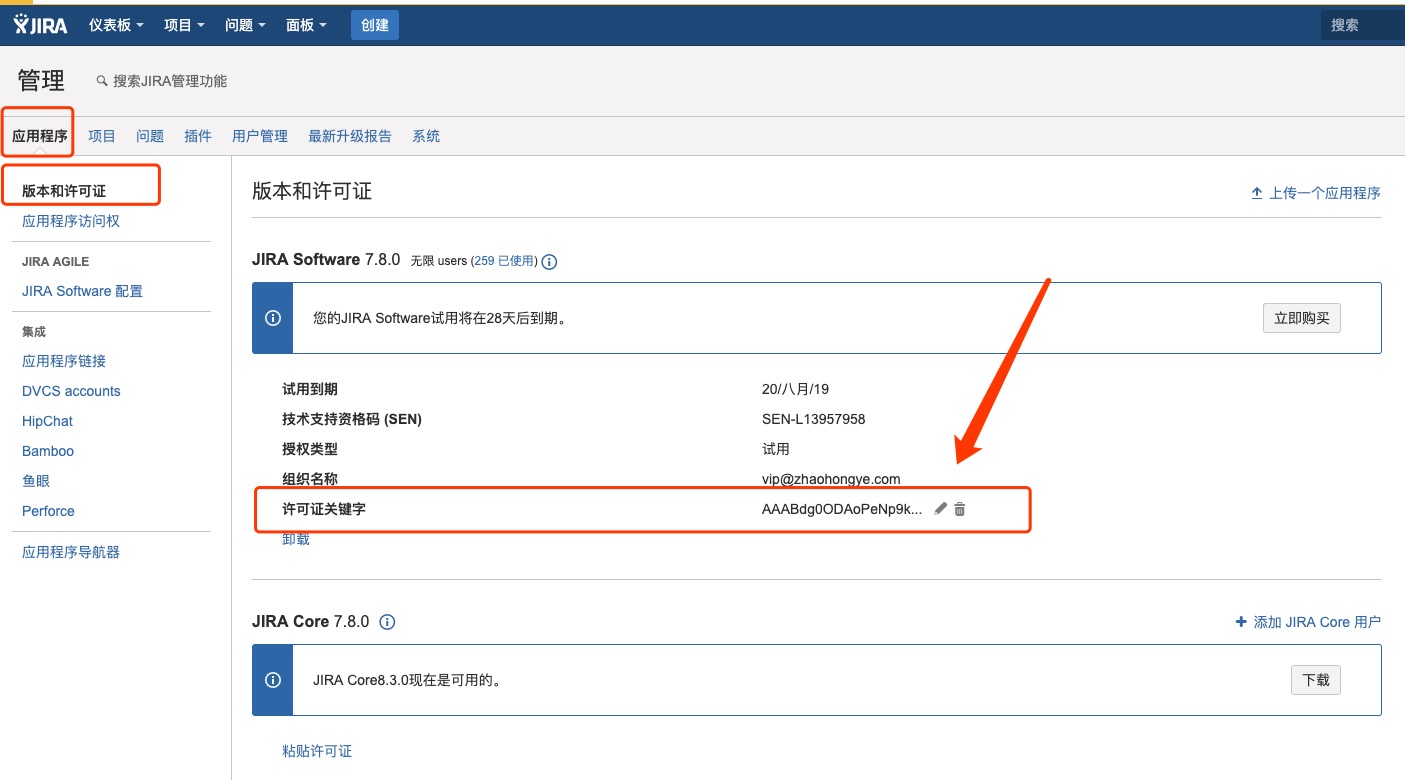 JIRA 仪表板 项目 问题 面板 创建 搜索
管理 搜索JIRA管理功能
应用程序 项目 问题 插件 用户管理 最新升级报告 系统
版本和许可证
应用程序访问权
JIRA AGILE
JIRA Software 配置
集成
应用程序链接
DVCS accounts
HipChat
Bamboo
鱼眼
Perforce
应用程序导航器
版本和许可证 上传一个应用程序
JIRA Software 7.8.0 无限 users (259 已使用)
您的JIRA Software试用将在28天后到期。 立即购买
试用到期 20/八月/19
技术支持资格码 (SEN) SEN-L13957958
授权类型 试用
组织名称 vip@zhaohongye.com
许可证关键字 AAABdg0ODAoPeNp9k...
卸载
JIRA Core 7.8.0 添加 JIRA Core 用户
JIRA Core8.3.0现在是可用的。 下载
粘贴许可证